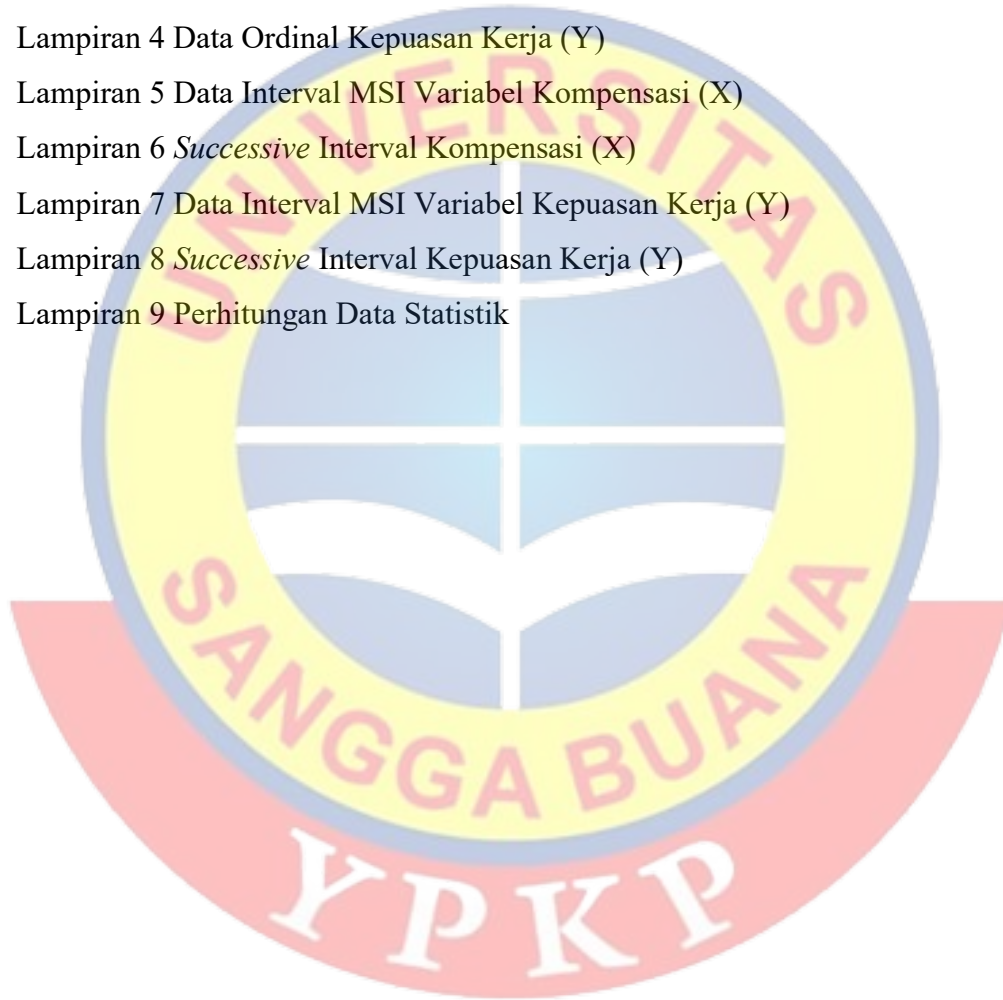 Lampiran 4 Data Ordinal Kepuasan Kerja (Y)
Lampiran 5 Data Interval MSI Variabel Kompensasi (X)
Lampiran 6 Successive Interval Kompensasi (X)
Lampiran 7 Data Interval MSI Variabel Kepuasan Kerja (Y)
Lampiran 8 Successive Interval Kepuasan Kerja (Y)
Lampiran 9 Perhitungan Data Statistik
UNIVERSITAS
SANGGA BUANA
YPKP